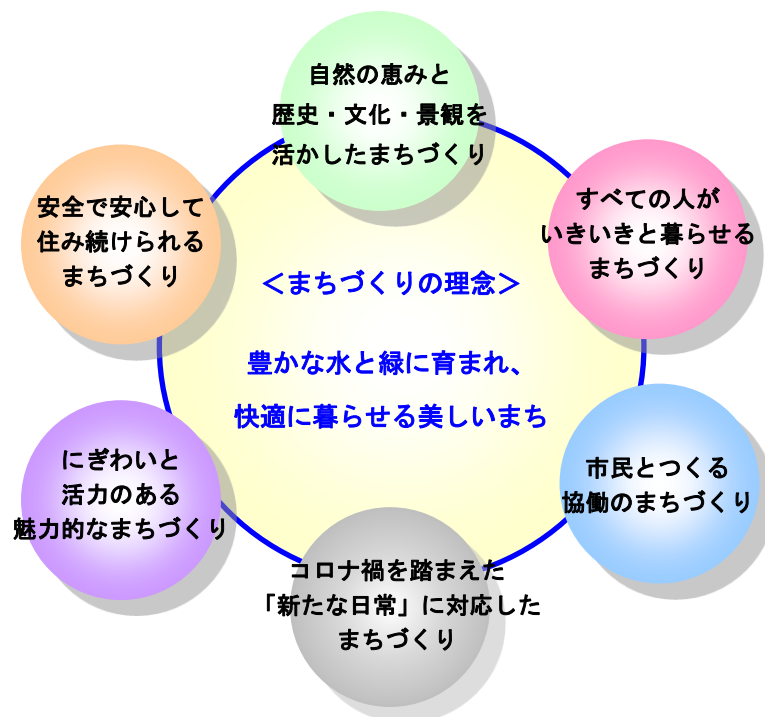 自然の恵みと
歴史・文化・景観を
活かしたまちづくり
すべての人が
いきいきと暮らせる
まちづくり
安全で安心して
住み続けられる
まちづくり
＜まちづくりの理念＞
豊かな水と緑に育まれ、
快適に暮らせる美しいまち
市民とつくる
協働のまちづくり
にぎわいと
活力のある
魅力的なまちづくり
コロナ禍を踏まえた
「新たな日常」に対応した
まちづくり